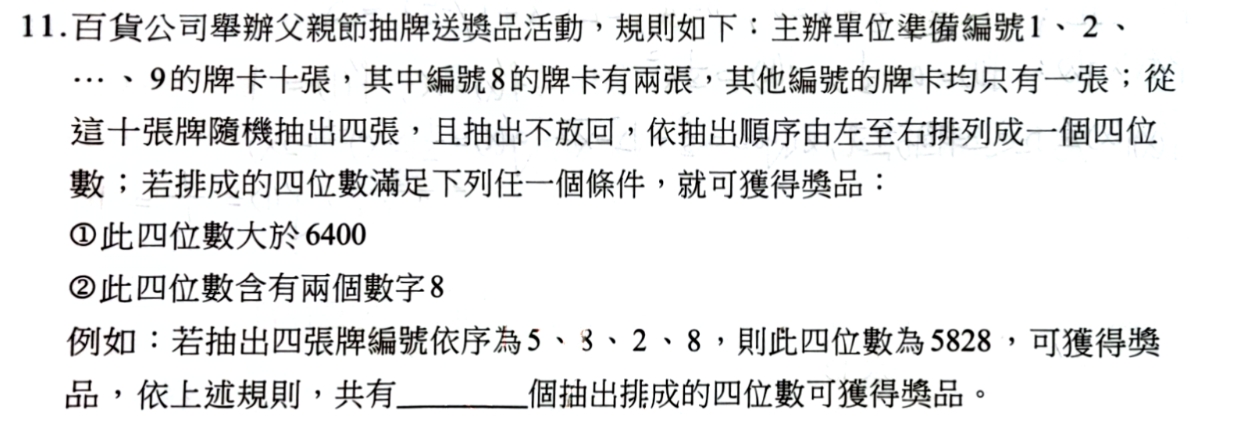 11.百貨公司舉辦父親節抽牌送獎品活動，規則如下：主辦單位準備編號1、2、
…、9的牌卡十張，其中編號8的牌卡有兩張，其他編號的牌卡均只有一張；從
這十張牌隨機抽出四張，且抽出不放回，依抽出順序由左至右排列成一個四位
數；若排成的四位數滿足下列任一個條件，就可獲得獎品：
①此四位數大於6400
②此四位數含有兩個數字8
例如：若抽出四張牌編號依序為5、8、2、8，則此四位數為5828，可獲得獎
品，依上述規則，共有________個抽出排成的四位數可獲得獎品。